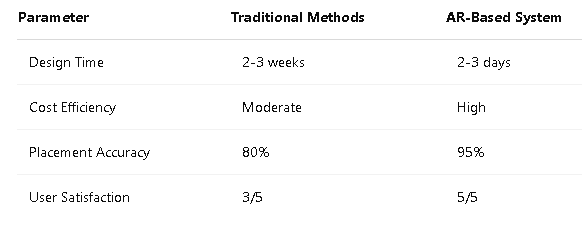 Parameter Traditional Methods AR-Based System
Design Time 2-3 weeks 2-3 days
Cost Efficiency Moderate High
Placement Accuracy 80% 95%
User Satisfaction 3/5 5/5